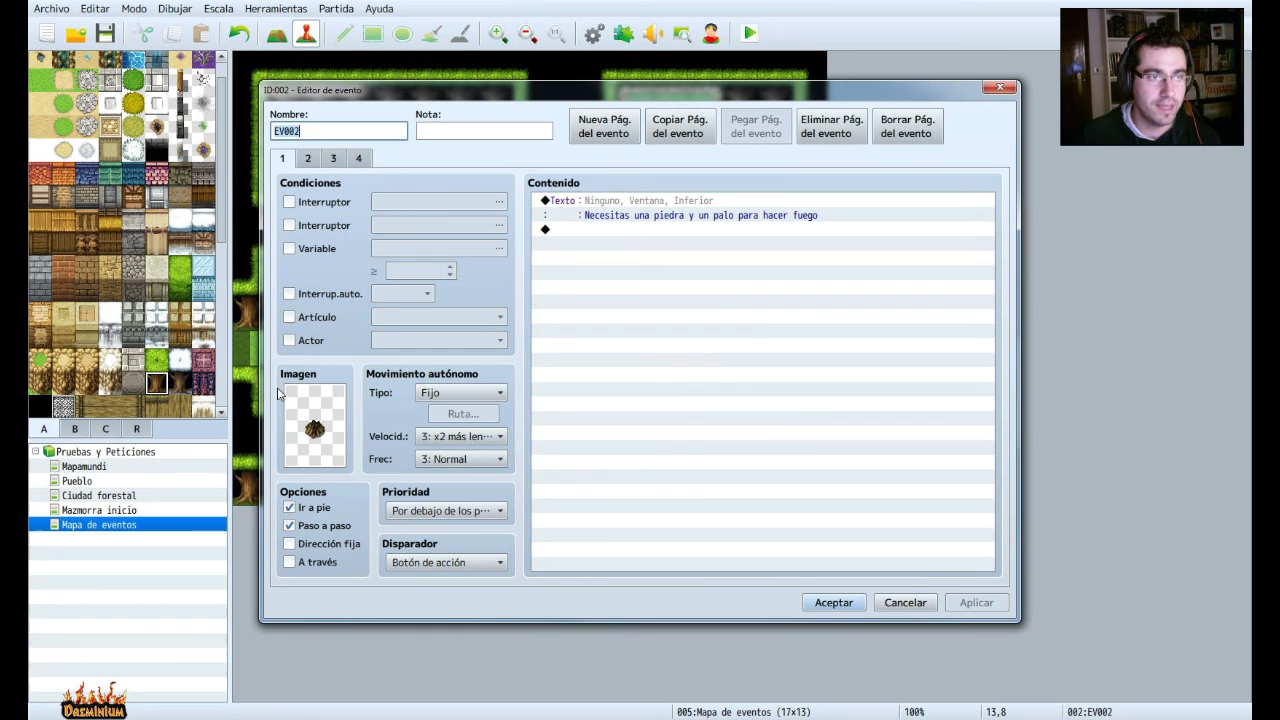 Archivo Editar Modo Dibujar Escala Herramientas Partida Ayuda
ID:002 - Editor de evento
Nombre: Nota:
EV002
Nueva Pág. del evento
Copiar Pág. del evento
Pegar Pág. del evento
Eliminar Pág. del evento
Borrar Pág. del evento
1 2 3 4
Condiciones
Interruptor ...
Interruptor ...
Variable ...
≥
Interrup.auto.
Artículo
Actor
Imagen
Movimiento autónomo
Tipo: Fijo
Ruta...
Velocid.: 3: x2 más len···
Frec: 3: Normal
Opciones
Ir a pie
Paso a paso
Dirección fija
A través
Prioridad
Por debajo de los p···
Disparador
Botón de acción
Contenido
◆Texto : Ninguno, Ventana, Inferior
: : Necesitas una piedra y un palo para hacer fuego
◆
Aceptar Cancelar Aplicar
A B C R
Pruebas y Peticiones
Mapamundi
Pueblo
Ciudad forestal
Mazmorra inicio
Mapa de eventos
Dasminium
005:Mapa de eventos (17×13) 100% 13,8 002:EV002